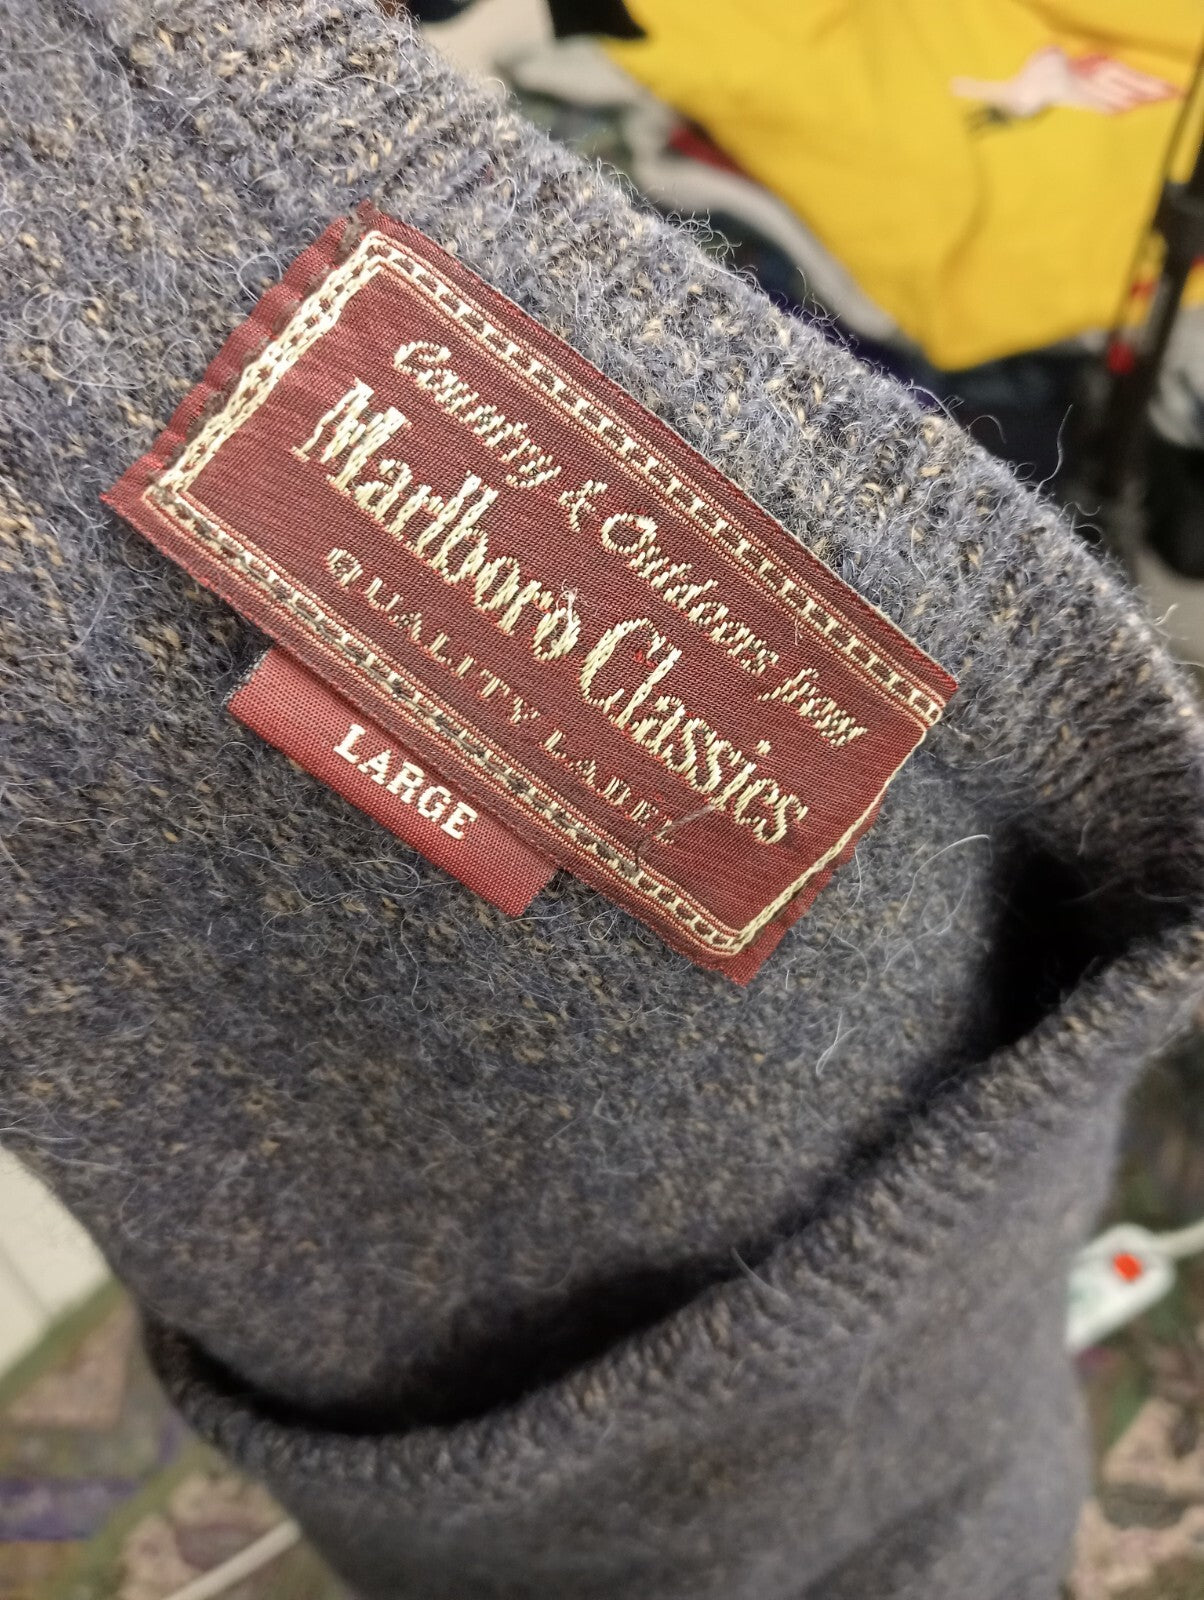 Country & Outdoors from
Marlboro Classics
QUALITY LABEL
LARGE